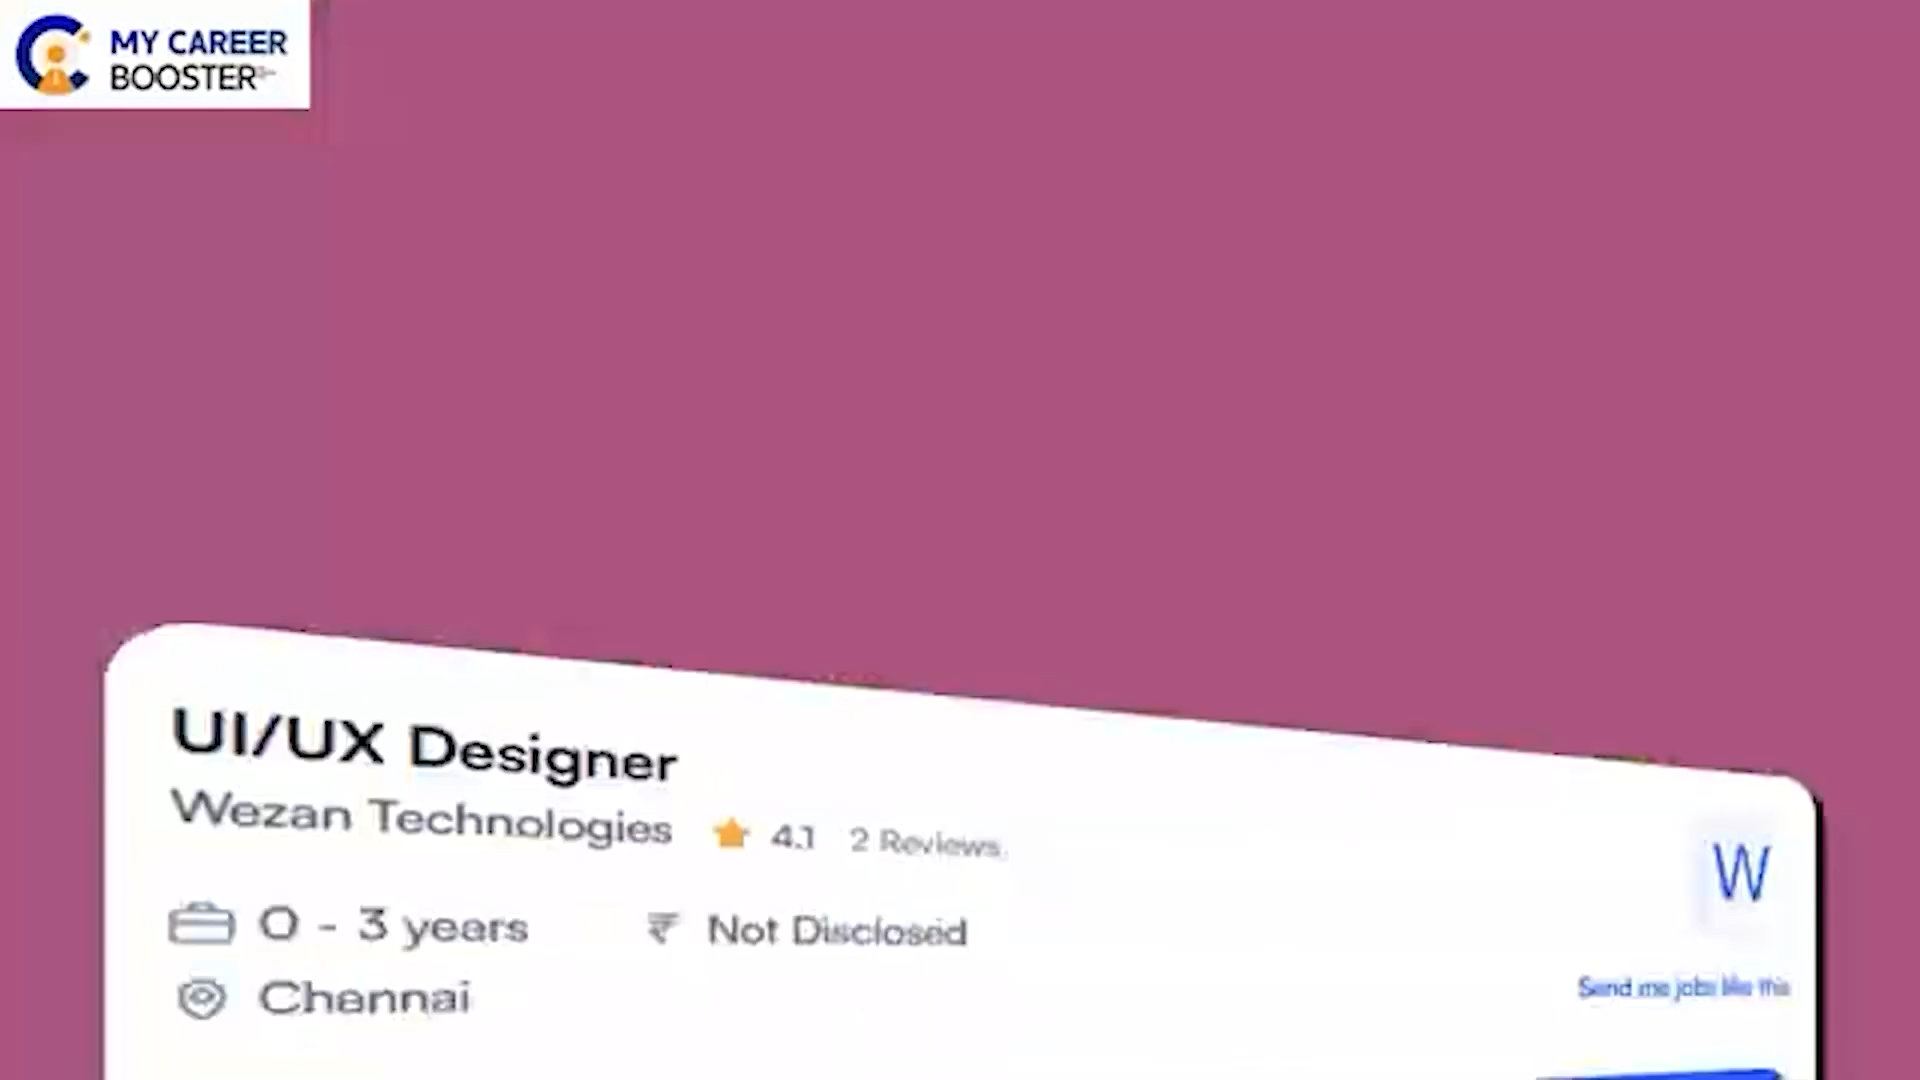 MY CAREER
BOOSTER
UI/UX Designer
Wezan Technologies 4.1 2 Reviews
0 - 3 years ₹ Not Disclosed
Chennai
W
Send me jobs like this